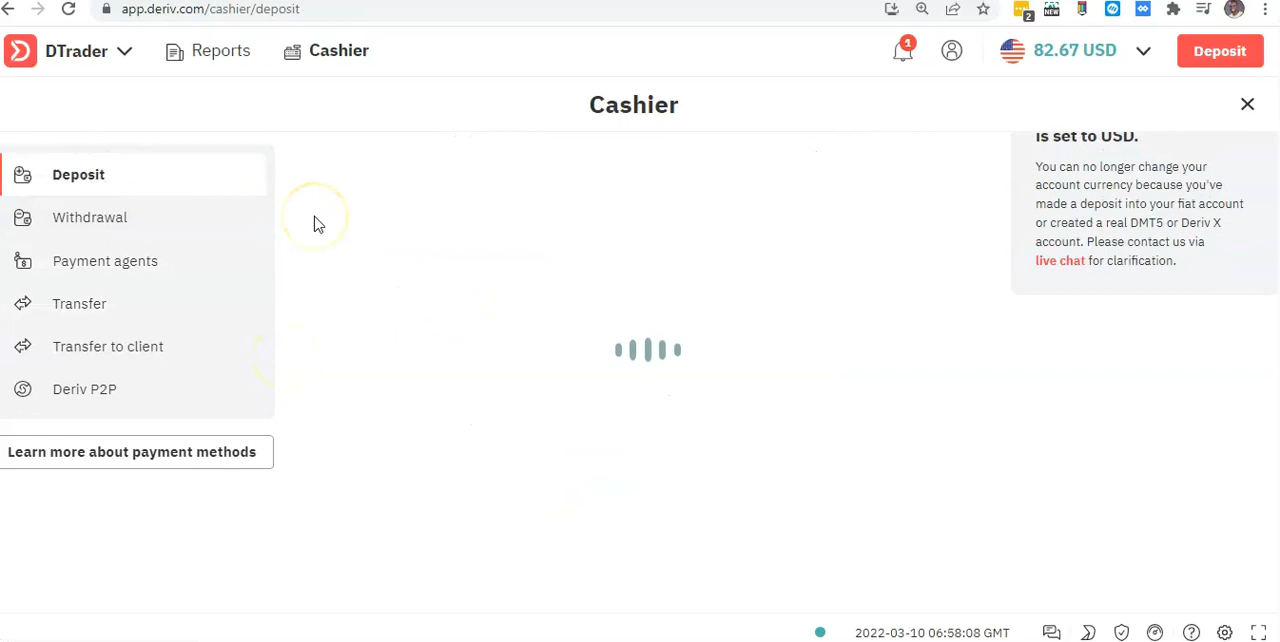 app.deriv.com/cashier/deposit
2
NEW
DTrader
Reports
Cashier
1
82.67 USD
Deposit
Cashier
is set to USD.
You can no longer change your
account currency because you've
made a deposit into your fiat account
or created a real DMT5 or Deriv X
account. Please contact us via
live chat for clarification.
Deposit
Withdrawal
Payment agents
Transfer
Transfer to client
Deriv P2P
Learn more about payment methods
2022-03-10 06:58:08 GMT